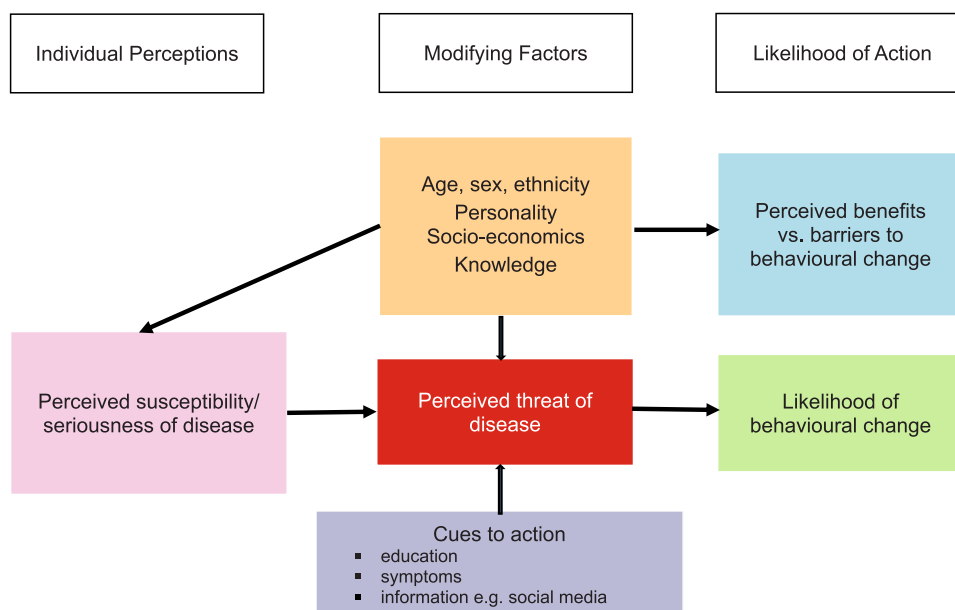 Individual Perceptions
Modifying Factors
Likelihood of Action
Age, sex, ethnicity
Personality
Socio-economics
Knowledge
Perceived benefits
vs. barriers to
behavioural change
Perceived susceptibility/
seriousness of disease
Perceived threat of
disease
Likelihood of
behavioural change
Cues to action
▪ education
▪ symptoms
▪ information e.g. social media